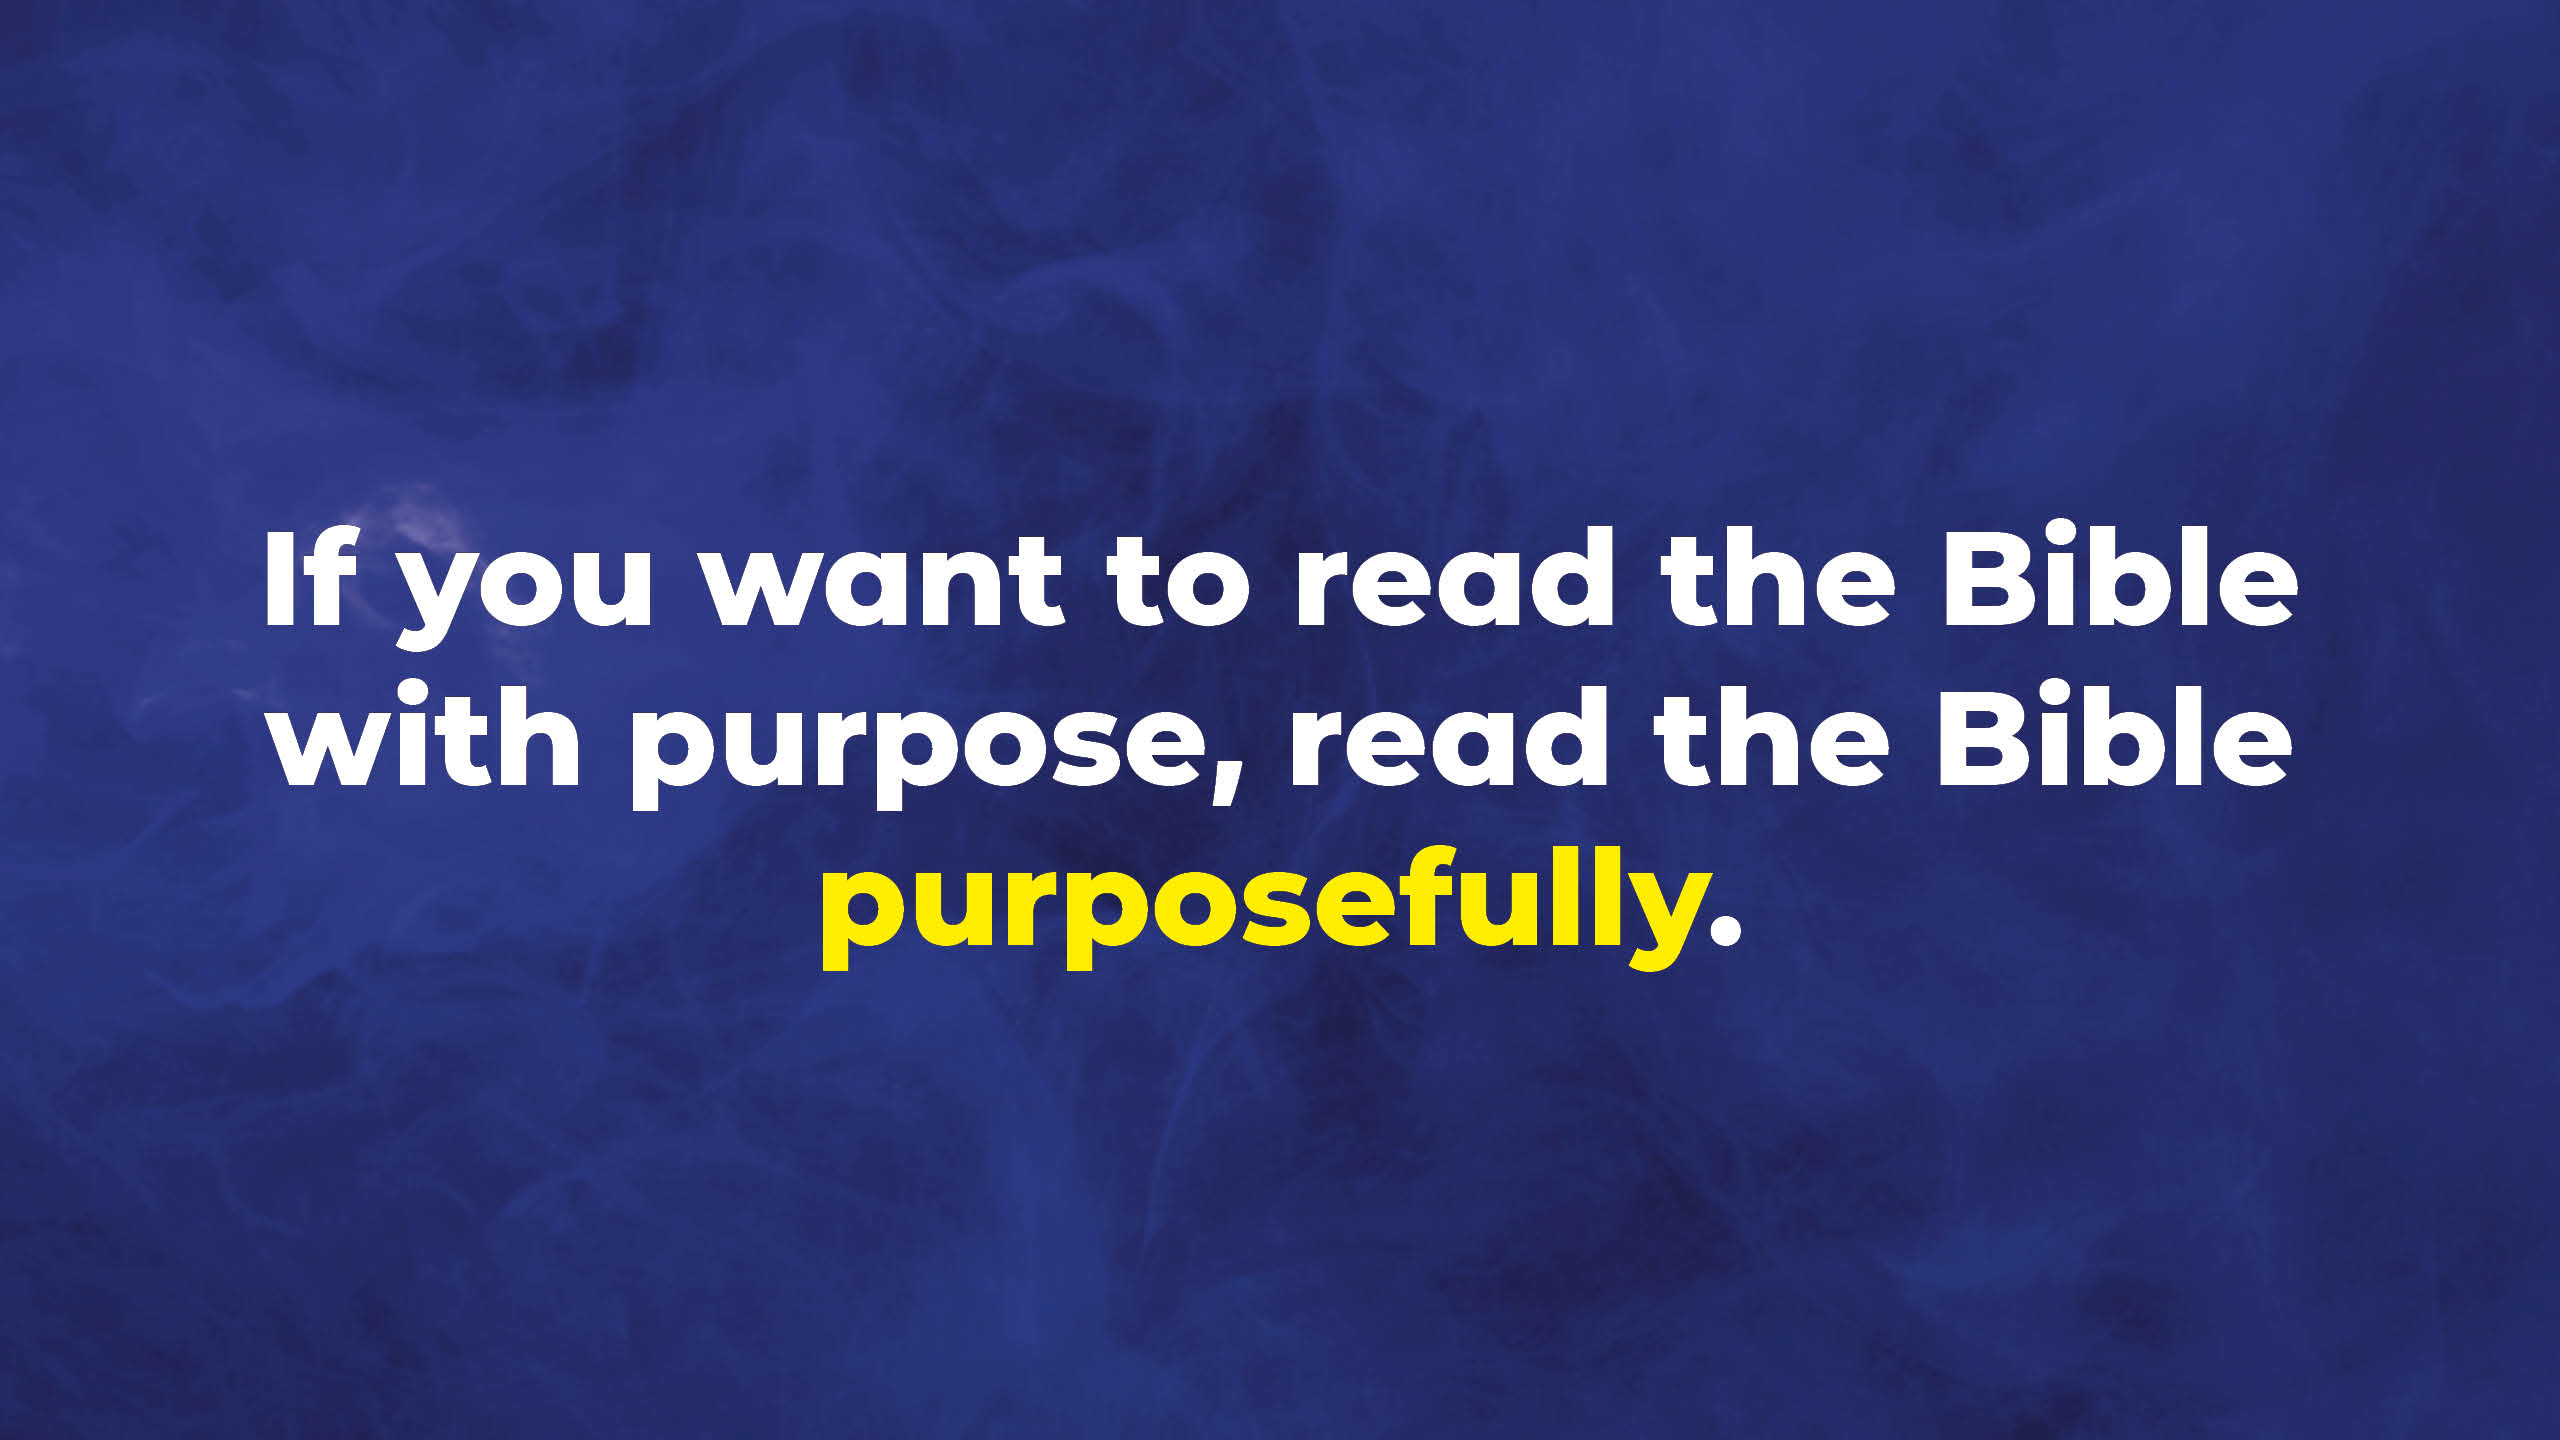 If you want to read the Bible
with purpose, read the Bible
purposefully.